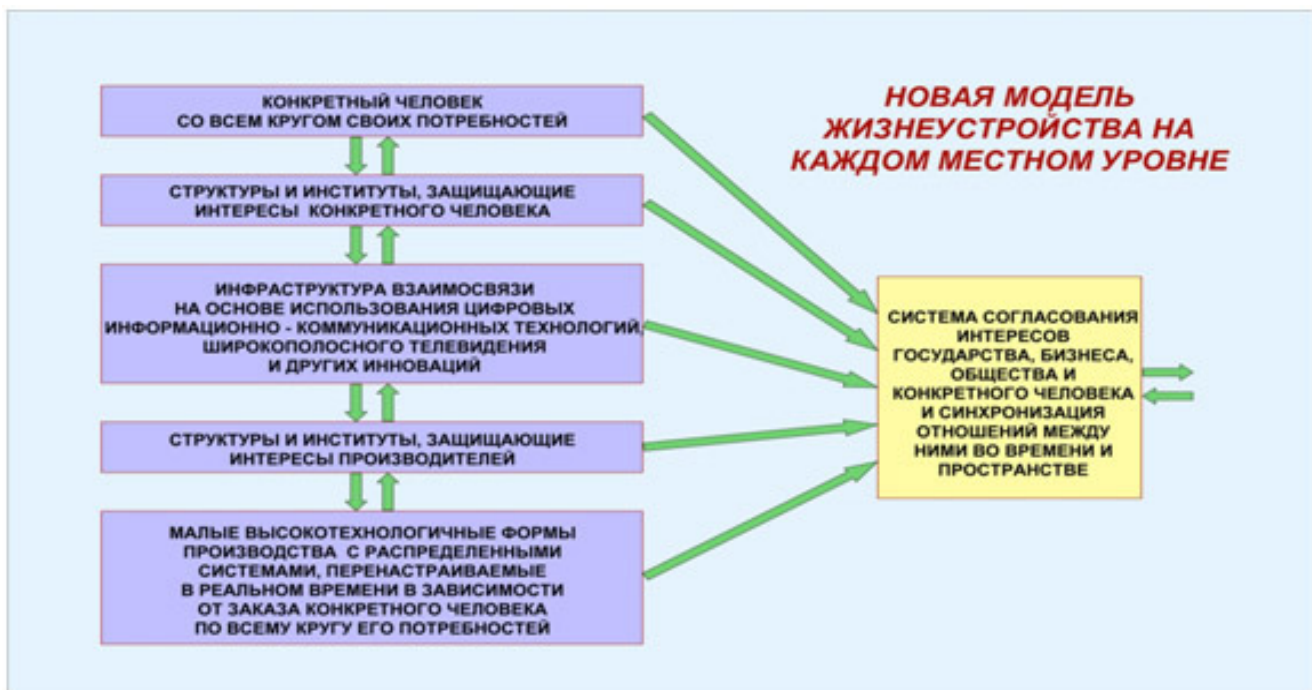 НОВАЯ МОДЕЛЬ
ЖИЗНЕУСТРОЙСТВА НА
КАЖДОМ МЕСТНОМ УРОВНЕ
КОНКРЕТНЫЙ ЧЕЛОВЕК
СО ВСЕМ КРУГОМ СВОИХ ПОТРЕБНОСТЕЙ
СТРУКТУРЫ И ИНСТИТУТЫ, ЗАЩИЩАЮЩИЕ
ИНТЕРЕСЫ КОНКРЕТНОГО ЧЕЛОВЕКА
ИНФРАСТРУКТУРА ВЗАИМОСВЯЗИ
НА ОСНОВЕ ИСПОЛЬЗОВАНИЯ ЦИФРОВЫХ
ИНФОРМАЦИОННО - КОММУНИКАЦИОННЫХ ТЕХНОЛОГИЙ,
ШИРОКОПОЛОСНОГО ТЕЛЕВИДЕНИЯ
И ДРУГИХ ИННОВАЦИЙ
СТРУКТУРЫ И ИНСТИТУТЫ, ЗАЩИЩАЮЩИЕ
ИНТЕРЕСЫ ПРОИЗВОДИТЕЛЕЙ
МАЛЫЕ ВЫСОКОТЕХНОЛОГИЧНЫЕ ФОРМЫ
ПРОИЗВОДСТВА С РАСПРЕДЕЛЕННЫМИ
СИСТЕМАМИ, ПЕРЕНАСТРАИВАЕМЫЕ
В РЕАЛЬНОМ ВРЕМЕНИ В ЗАВИСИМОСТИ
ОТ ЗАКАЗА КОНКРЕТНОГО ЧЕЛОВЕКА
ПО ВСЕМУ КРУГУ ЕГО ПОТРЕБНОСТЕЙ
СИСТЕМА СОГЛАСОВАНИЯ
ИНТЕРЕСОВ
ГОСУДАРСТВА, БИЗНЕСА,
ОБЩЕСТВА И
КОНКРЕТНОГО ЧЕЛОВЕКА
И СИНХРОНИЗАЦИЯ
ОТНОШЕНИЙ МЕЖДУ
НИМИ ВО ВРЕМЕНИ И
ПРОСТРАНСТВЕ